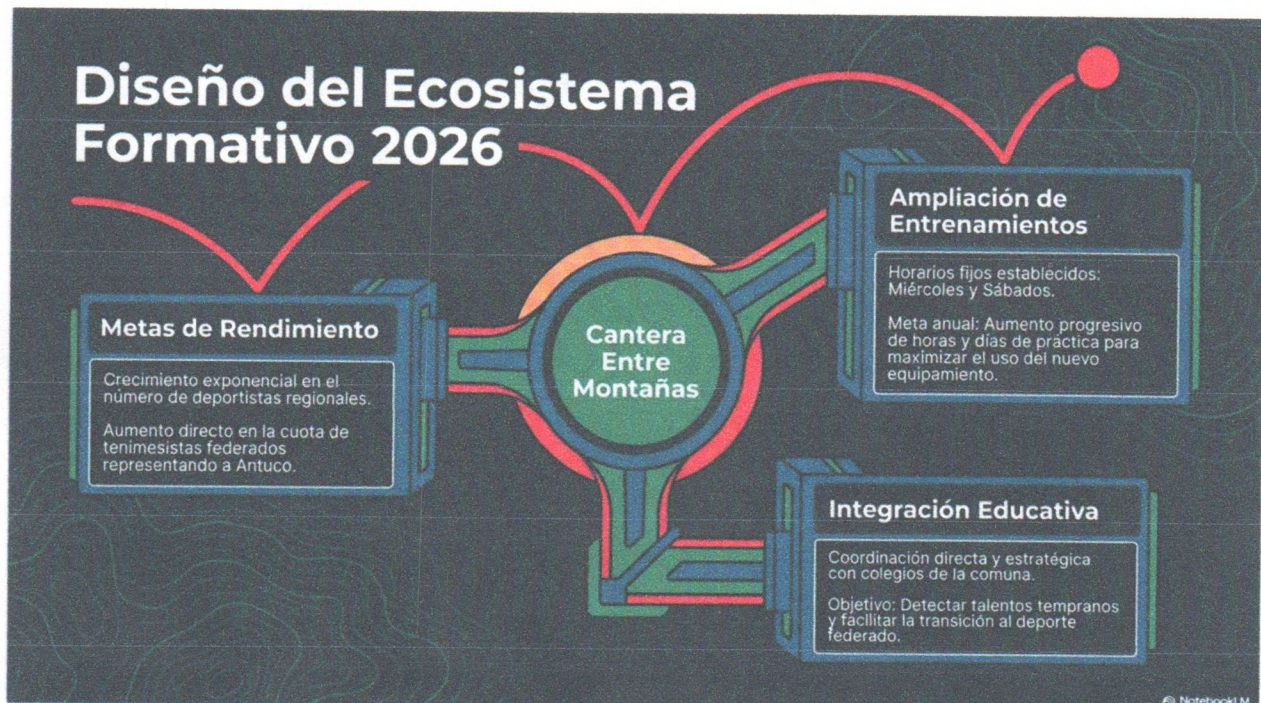 Diseño del Ecosistema
Formativo 2026
Metas de Rendimiento
Crecimiento exponencial en el
número de deportistas regionales.
Aumento directo en la cuota de
tenimesistas federados
representando a Antuco.
Cantera
Entre
Montañas
Ampliación de
Entrenamientos
Horarios fijos establecidos:
Miércoles y Sábados.
Meta anual: Aumento progresivo
de horas y días de práctica para
maximizar el uso del nuevo
equipamiento.
Integración Educativa
Coordinación directa y estratégica
con colegios de la comuna.
Objetivo: Detectar talentos tempranos
y facilitar la transición al deporte
federado.
NotebookLM